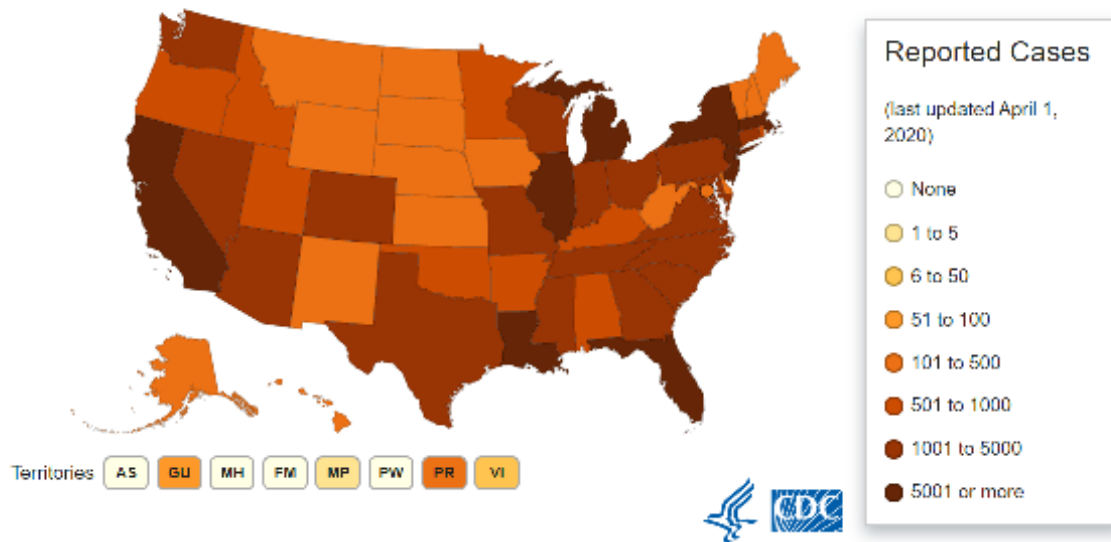 Reported Cases
(last updated April 1,
2020)
None
1 to 5
6 to 50
51 to 100
101 to 500
501 to 1000
1001 to 5000
5001 or more
Territories AS GU MH FM MP PW PR VI
CDC